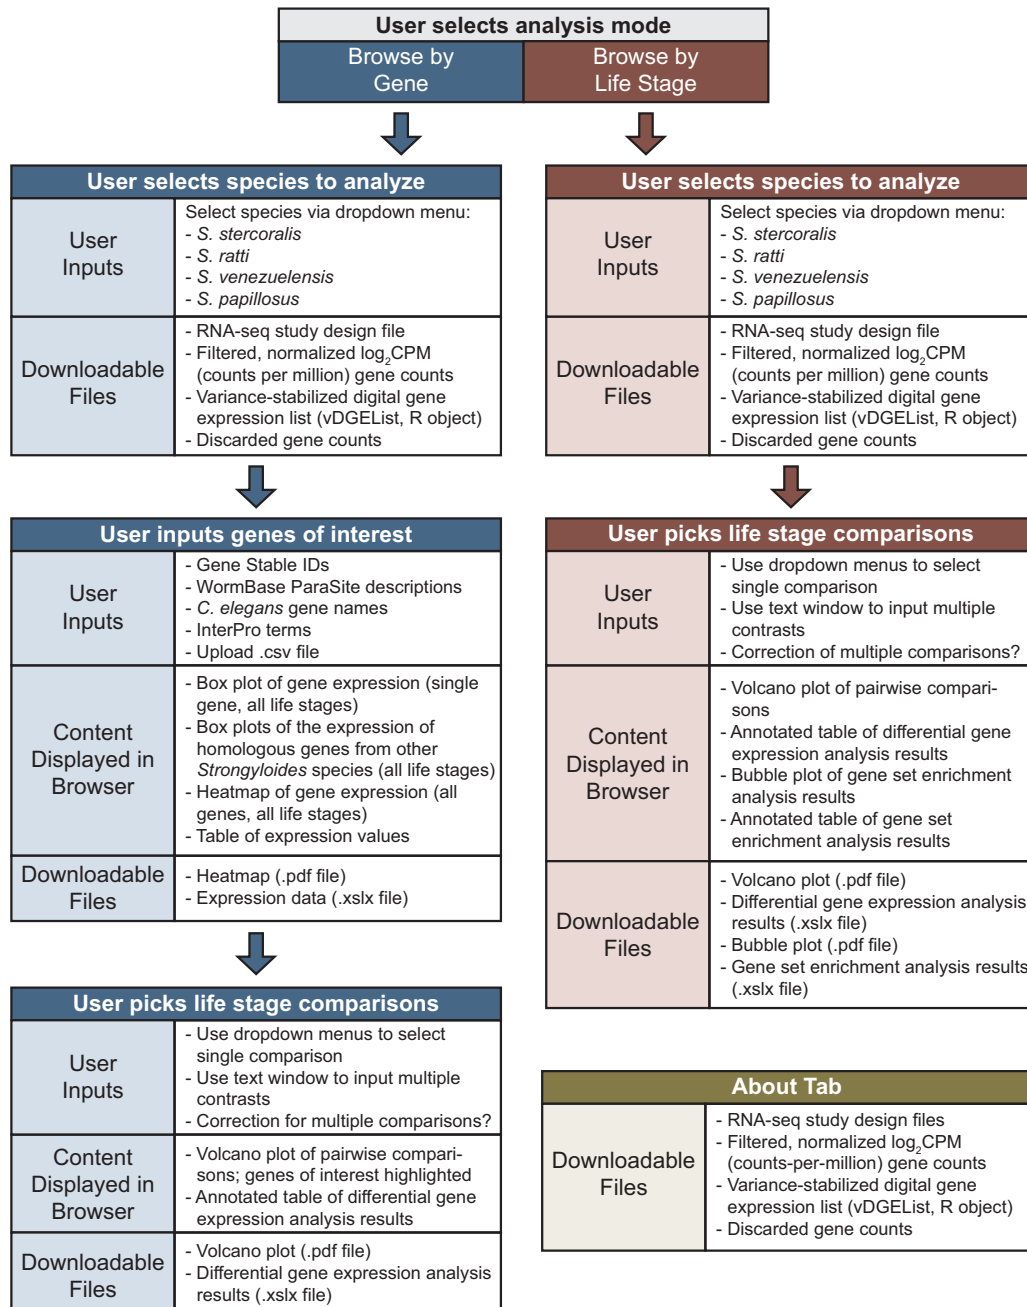 User selects analysis mode
Browse by
Gene
Browse by
Life Stage
User selects species to analyze
User
Inputs
Select species via dropdown menu:
- S. stercoralis
- S. ratti
- S. venezuelensis
- S. papillosus
Downloadable
Files
- RNA-seq study design file
- Filtered, normalized log₂CPM
(counts per million) gene counts
- Variance-stabilized digital gene
expression list (vDGEList, R object)
- Discarded gene counts
User inputs genes of interest
User
Inputs
- Gene Stable IDs
- WormBase ParaSite descriptions
- C. elegans gene names
- InterPro terms
- Upload .csv file
Content
Displayed in
Browser
- Box plot of gene expression (single
gene, all life stages)
- Box plots of the expression of
homologous genes from other
Strongyloides species (all life stages)
- Heatmap of gene expression (all
genes, all life stages)
- Table of expression values
Downloadable
Files
- Heatmap (.pdf file)
- Expression data (.xslx file)
User picks life stage comparisons
User
Inputs
- Use dropdown menus to select
single comparison
- Use text window to input multiple
contrasts
- Correction for multiple comparisons?
Content
Displayed in
Browser
- Volcano plot of pairwise compari-
sons; genes of interest highlighted
- Annotated table of differential gene
expression analysis results
Downloadable
Files
- Volcano plot (.pdf file)
- Differential gene expression analysis
results (.xslx file)
User selects species to analyze
User
Inputs
Select species via dropdown menu:
- S. stercoralis
- S. ratti
- S. venezuelensis
- S. papillosus
Downloadable
Files
- RNA-seq study design file
- Filtered, normalized log₂CPM
(counts per million) gene counts
- Variance-stabilized digital gene
expression list (vDGEList, R object)
- Discarded gene counts
User picks life stage comparisons
User
Inputs
- Use dropdown menus to select
single comparison
- Use text window to input multiple
contrasts
- Correction of multiple comparisons?
Content
Displayed in
Browser
- Volcano plot of pairwise compari-
sons
- Annotated table of differential gene
expression analysis results
- Bubble plot of gene set enrichment
analysis results
- Annotated table of gene set
enrichment analysis results
Downloadable
Files
- Volcano plot (.pdf file)
- Differential gene expression analysis
results (.xslx file)
- Bubble plot (.pdf file)
- Gene set enrichment analysis results
(.xslx file)
About Tab
Downloadable
Files
- RNA-seq study design files
- Filtered, normalized log₂CPM
(counts-per-million) gene counts
- Variance-stabilized digital gene
expression list (vDGEList, R object)
- Discarded gene counts